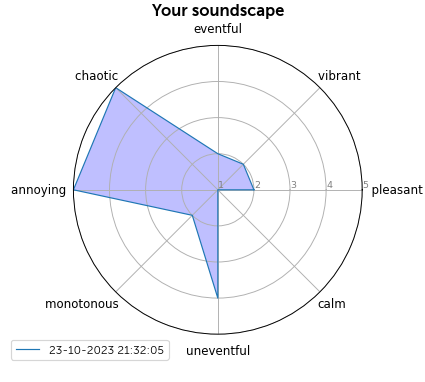 Your soundscape
eventful
chaotic
vibrant
annoying
1
2
3
4
5
pleasant
monotonous
calm
23-10-2023 21:32:05
uneventful